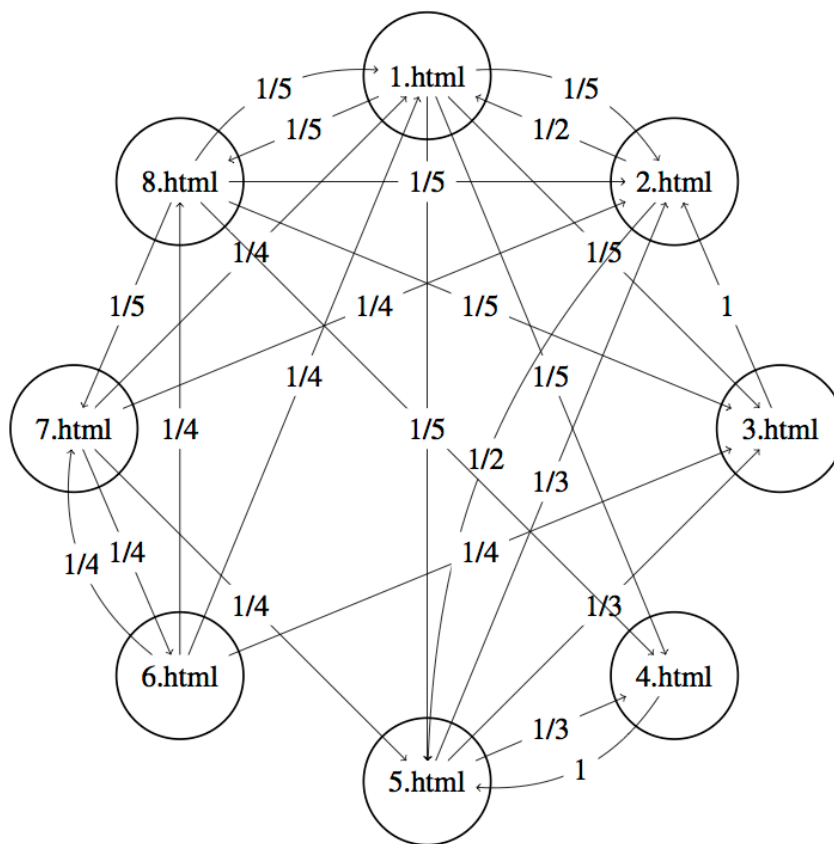 1.html
1/5 1/5
1/5 1/2
8.html 1/5 2.html
1/4 1/5
1/5 1/4 1/5 1
1/4 1/5
7.html 1/4 1/5 3.html
1/2
1/3
1/4 1/4 1/4
1/4 1/3
6.html 4.html
1/3
5.html 1